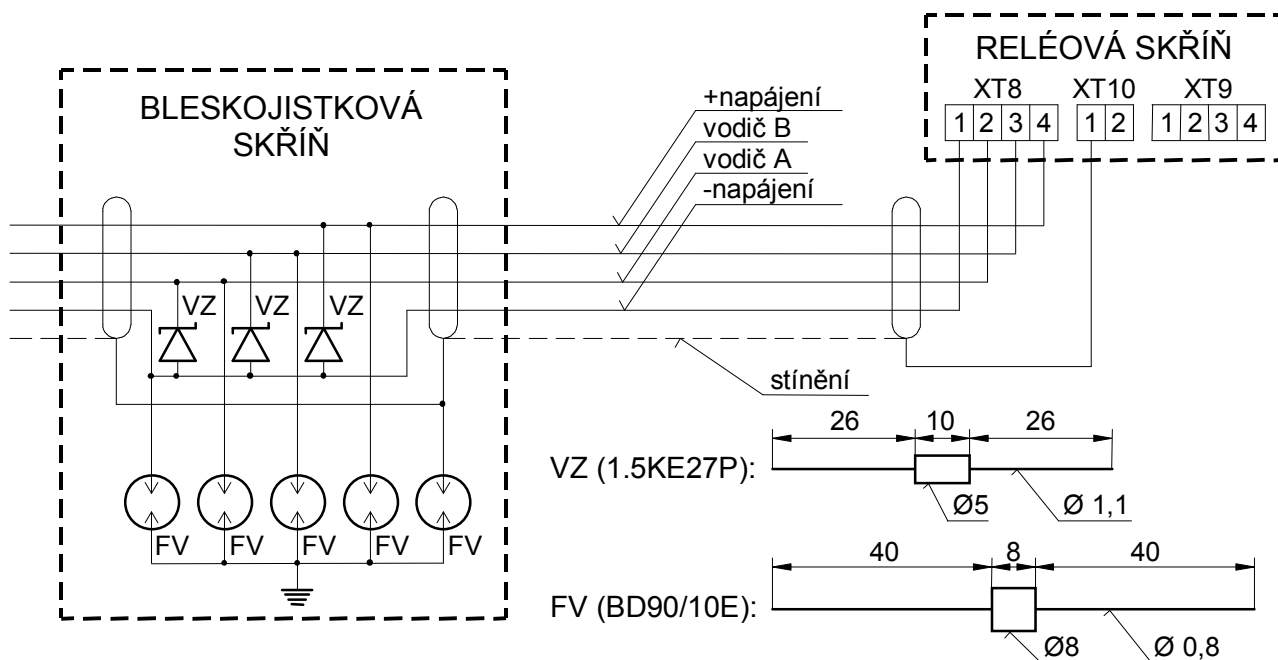 BLESKOJISTKOVÁ
SKŘÍŇ
RELÉOVÁ SKŘÍŇ
XT8 XT10 XT9
1 2 3 4 1 2 1 2 3 4
+napájení
vodič B
vodič A
-napájení
VZ VZ VZ
stínění
FV FV FV FV FV
26 10 26
VZ (1.5KE27P):
Ø5 Ø 1,1
40 8 40
FV (BD90/10E):
Ø8 Ø 0,8